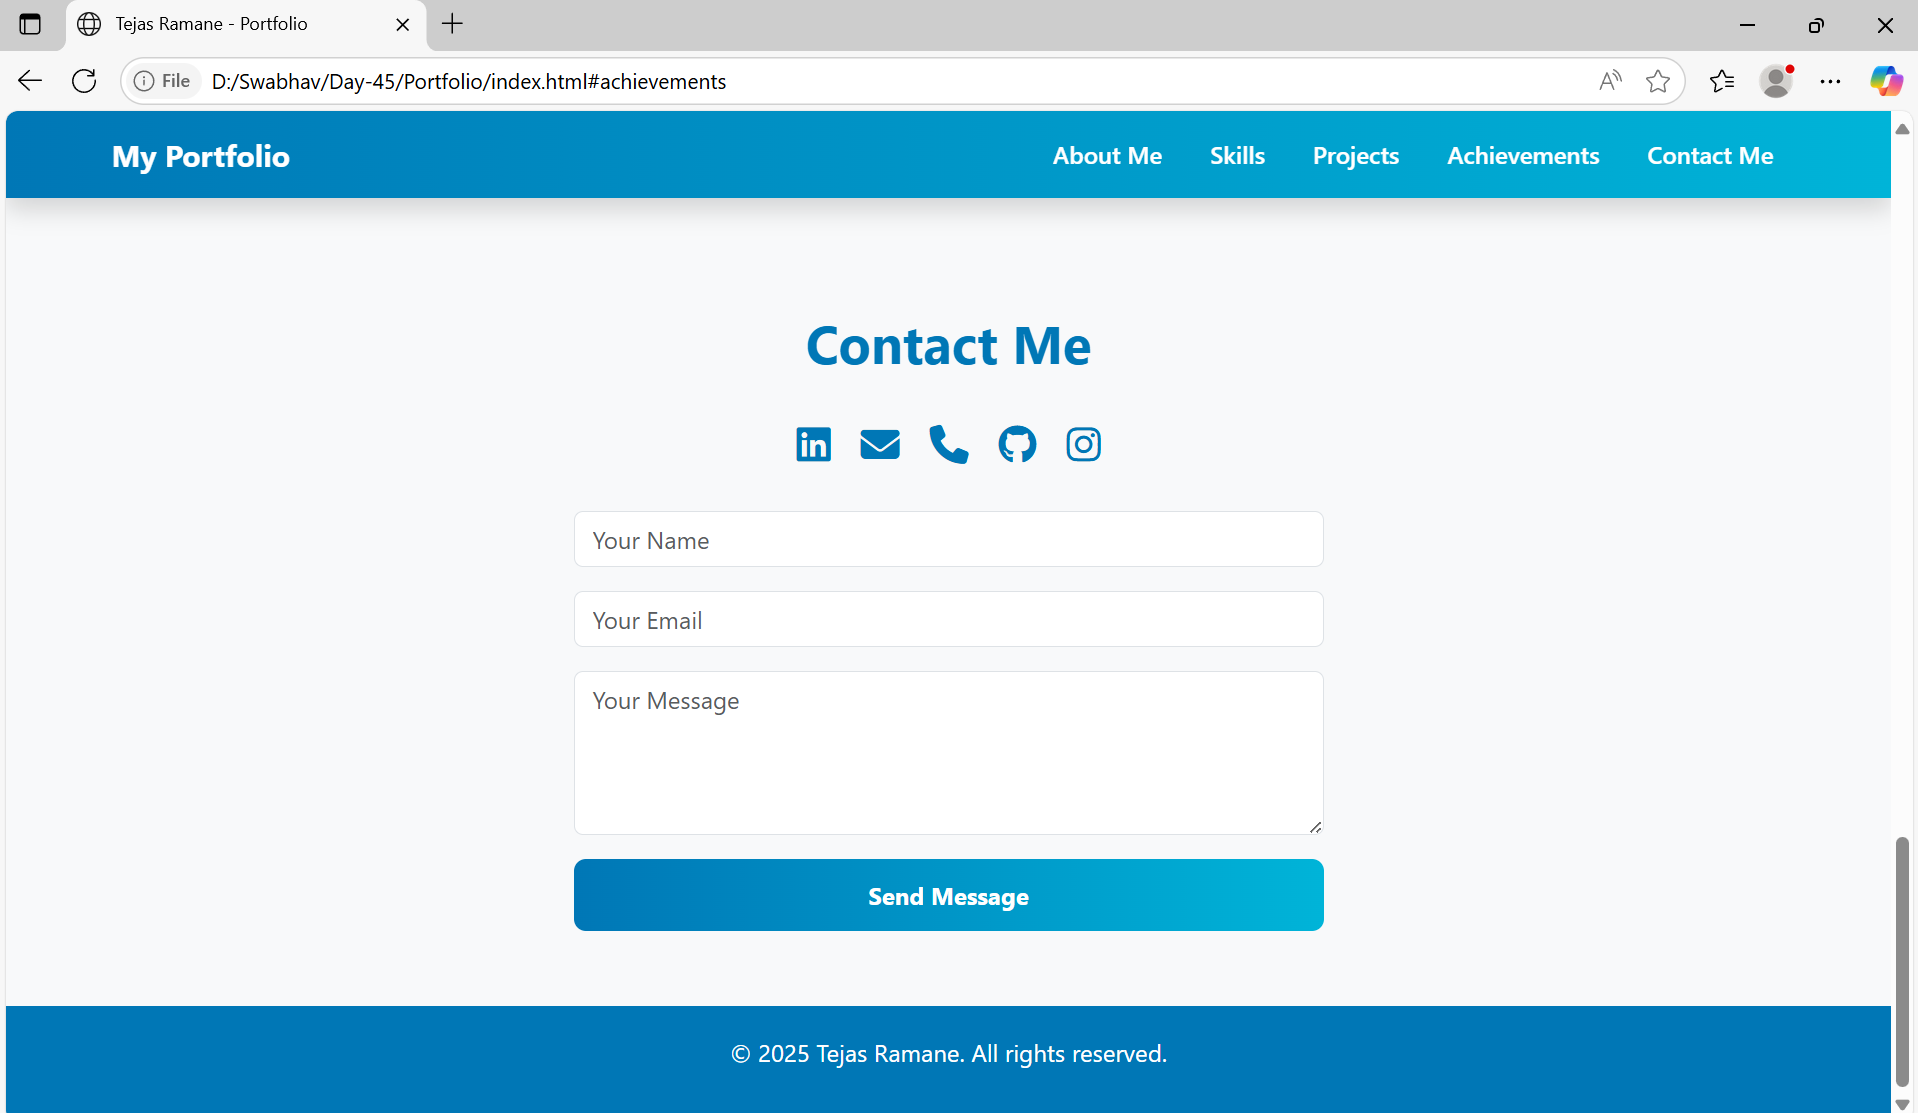 Tejas Ramane - Portfolio
File D:/Swabhav/Day-45/Portfolio/index.html#achievements
My Portfolio About Me Skills Projects Achievements Contact Me
Contact Me
Your Name
Your Email
Your Message
Send Message
© 2025 Tejas Ramane. All rights reserved.